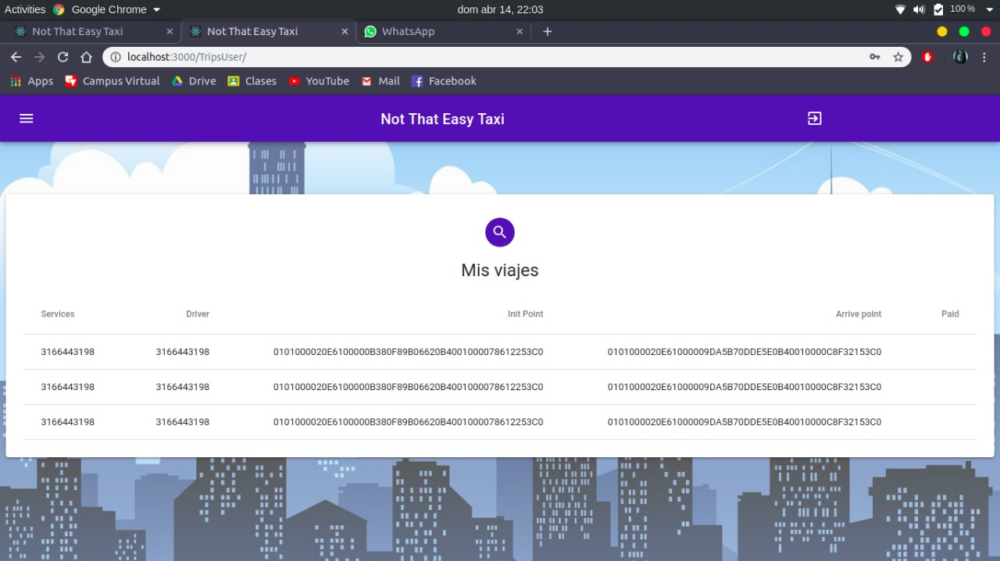 Activities Google Chrome dom abr 14, 22:03 100 %
Not That Easy Taxi Not That Easy Taxi WhatsApp
localhost:3000/TripsUser/
Apps Campus Virtual Drive Clases YouTube Mail Facebook
Not That Easy Taxi
Mis viajes
Services Driver Init Point Arrive point Paid
3166443198 3166443198 0101000020E6100000B380F89B06620B4001000078612253C0 0101000020E61000009DA5B70DDE5E0B40010000C8F32153C0
3166443198 3166443198 0101000020E6100000B380F89B06620B4001000078612253C0 0101000020E61000009DA5B70DDE5E0B40010000C8F32153C0
3166443198 3166443198 0101000020E6100000B380F89B06620B4001000078612253C0 0101000020E61000009DA5B70DDE5E0B40010000C8F32153C0